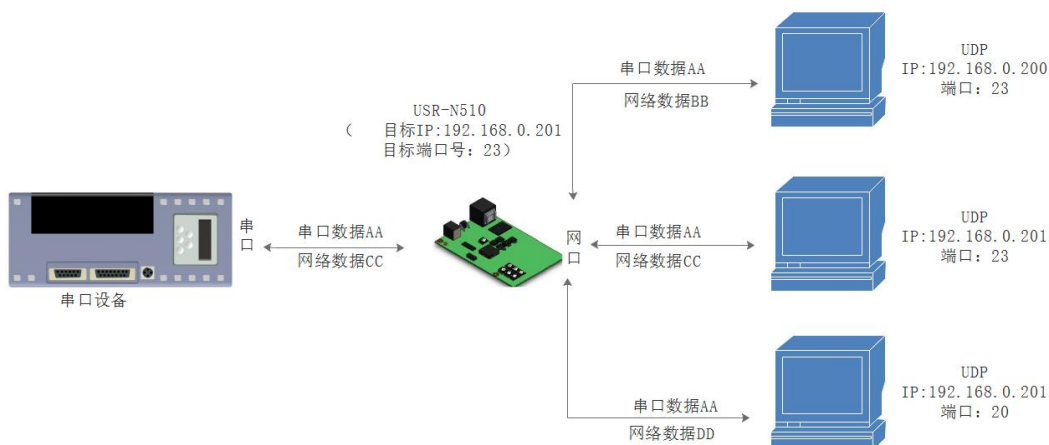 串口数据AA
网络数据BB
UDP
IP:192.168.0.200
端口: 23
USR-N510
( 目标IP:192.168.0.201
目标端口号: 23)
串口
串口数据AA
网络数据CC
网口
串口数据AA
网络数据CC
UDP
IP:192.168.0.201
端口: 23
串口设备
串口数据AA
网络数据DD
UDP
IP:192.168.0.201
端口: 20